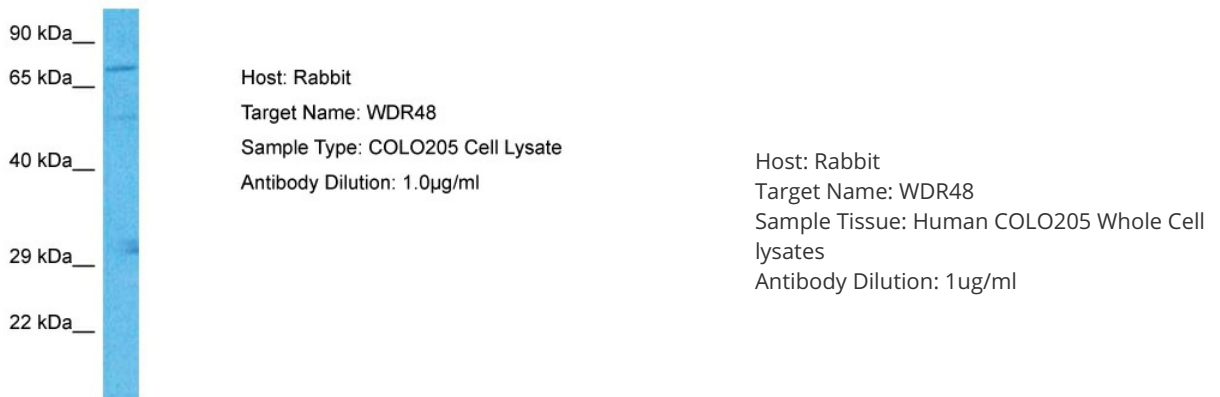 90 kDa__
65 kDa__
40 kDa__
29 kDa__
22 kDa__
Host: Rabbit
Target Name: WDR48
Sample Type: COLO205 Cell Lysate
Antibody Dilution: 1.0µg/ml
Host: Rabbit
Target Name: WDR48
Sample Tissue: Human COLO205 Whole Cell
lysates
Antibody Dilution: 1ug/ml